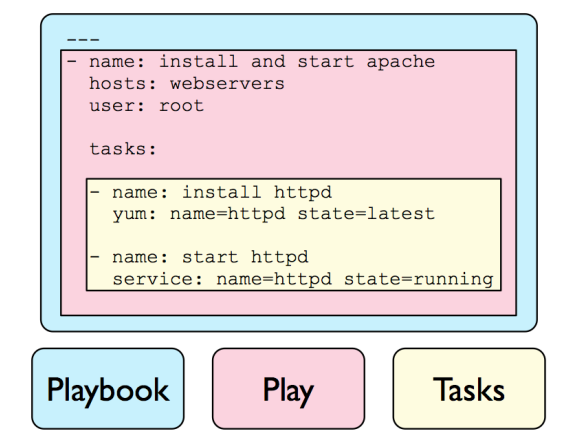 ---
- name: install and start apache
  hosts: webservers
  user: root

  tasks:

  - name: install httpd
    yum: name=httpd state=latest

  - name: start httpd
    service: name=httpd state=running
Playbook
Play
Tasks